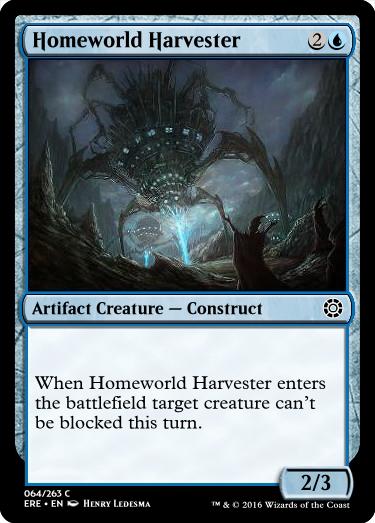 Homeworld Harvester 2
Artifact Creature — Construct
When Homeworld Harvester enters
the battlefield target creature can't
be blocked this turn.
2/3
064/263 C
ERE • EN Henry Ledesma
™ & © 2016 Wizards of the Coast